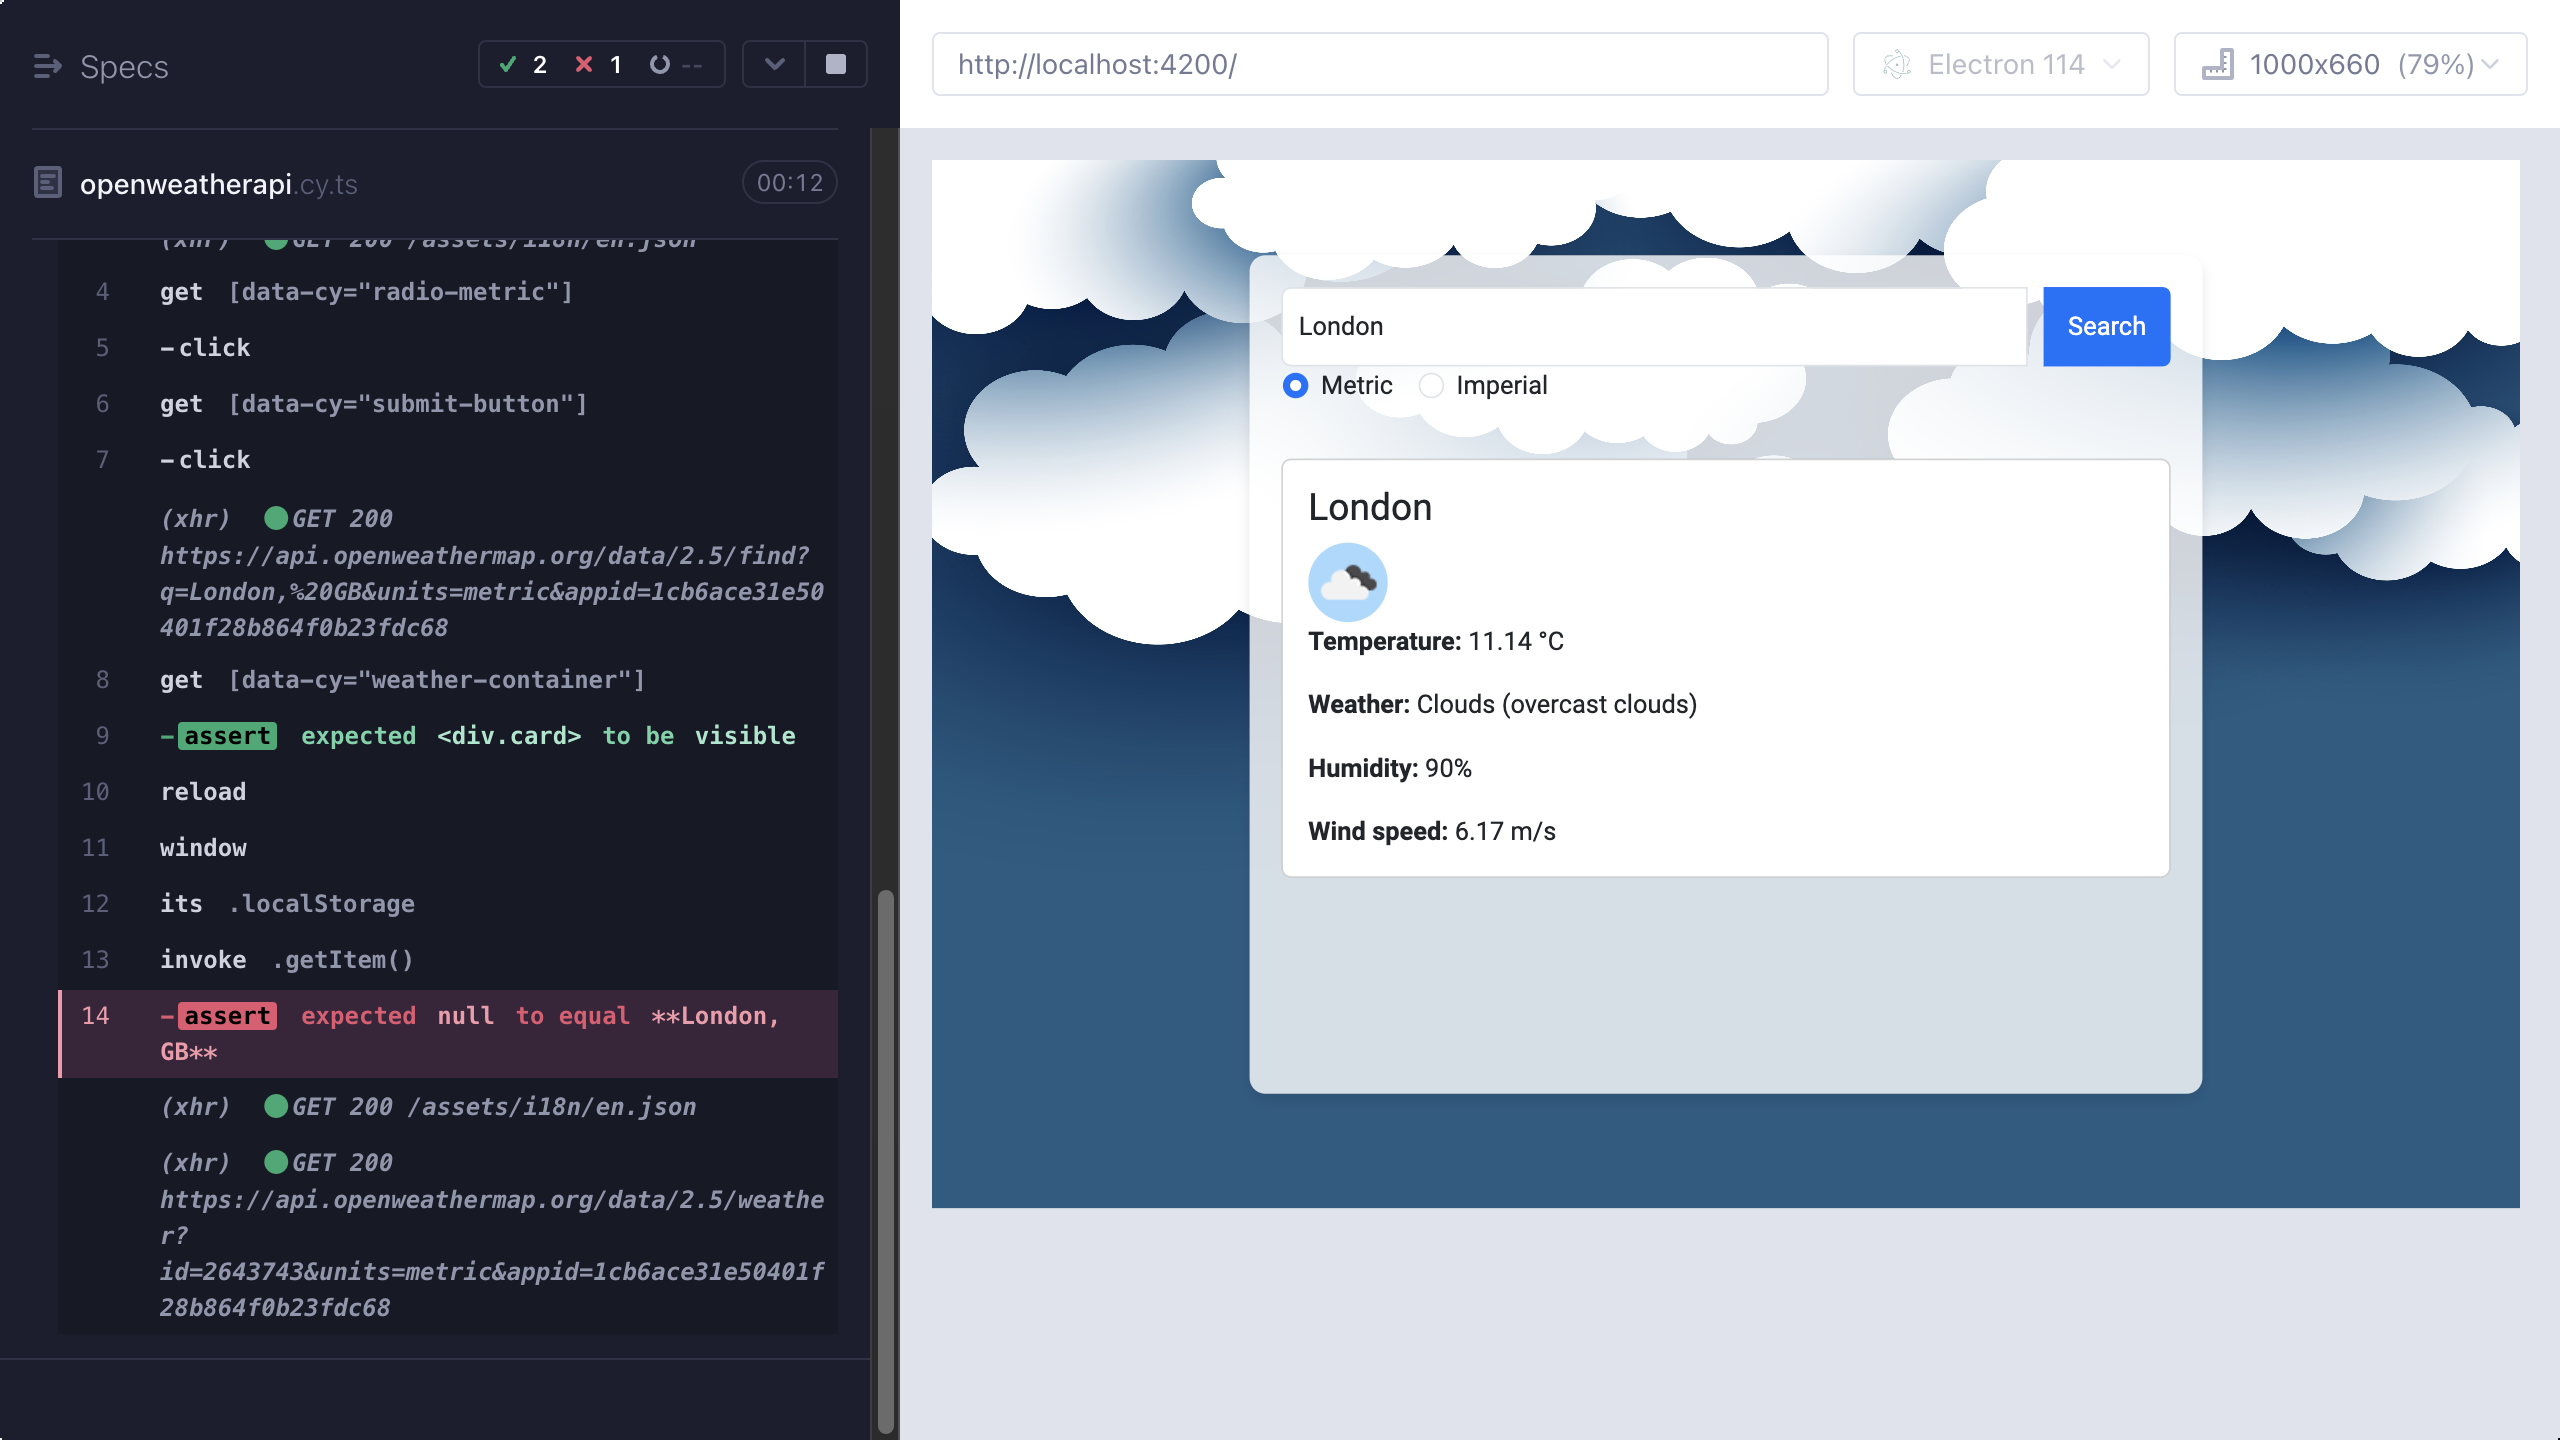 Specs
2
1
--
openweatherapi.cy.ts
00:12
(xhr) GET 200 /assets/i18n/en.json
4 get [data-cy="radio-metric"]
5 -click
6 get [data-cy="submit-button"]
7 -click
(xhr) GET 200
https://api.openweathermap.org/data/2.5/find?
q=London,%20GB&units=metric&appid=1cb6ace31e50
401f28b864f0b23fdc68
8 get [data-cy="weather-container"]
9 -assert expected <div.card> to be visible
10 reload
11 window
12 its .localStorage
13 invoke .getItem()
14 -assert expected null to equal **London,
GB**
(xhr) GET 200 /assets/i18n/en.json
(xhr) GET 200
https://api.openweathermap.org/data/2.5/weathe
r?
id=2643743&units=metric&appid=1cb6ace31e50401f
28b864f0b23fdc68
http://localhost:4200/
Electron 114
1000x660 (79%)
London
Search
Metric
Imperial
London
Temperature: 11.14 °C
Weather: Clouds (overcast clouds)
Humidity: 90%
Wind speed: 6.17 m/s